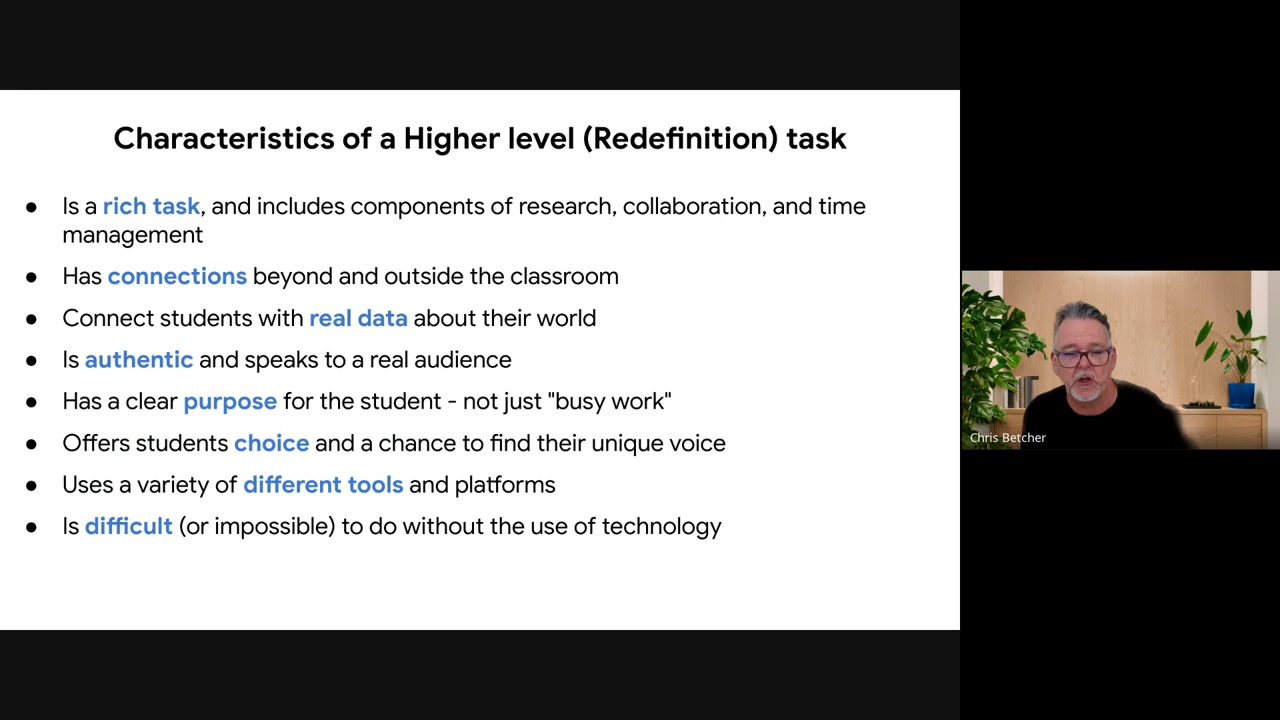 Characteristics of a Higher level (Redefinition) task
● Is a rich task, and includes components of research, collaboration, and time
management
● Has connections beyond and outside the classroom
● Connect students with real data about their world
● Is authentic and speaks to a real audience
● Has a clear purpose for the student - not just "busy work"
● Offers students choice and a chance to find their unique voice
● Uses a variety of different tools and platforms
● Is difficult (or impossible) to do without the use of technology
Chris Betcher